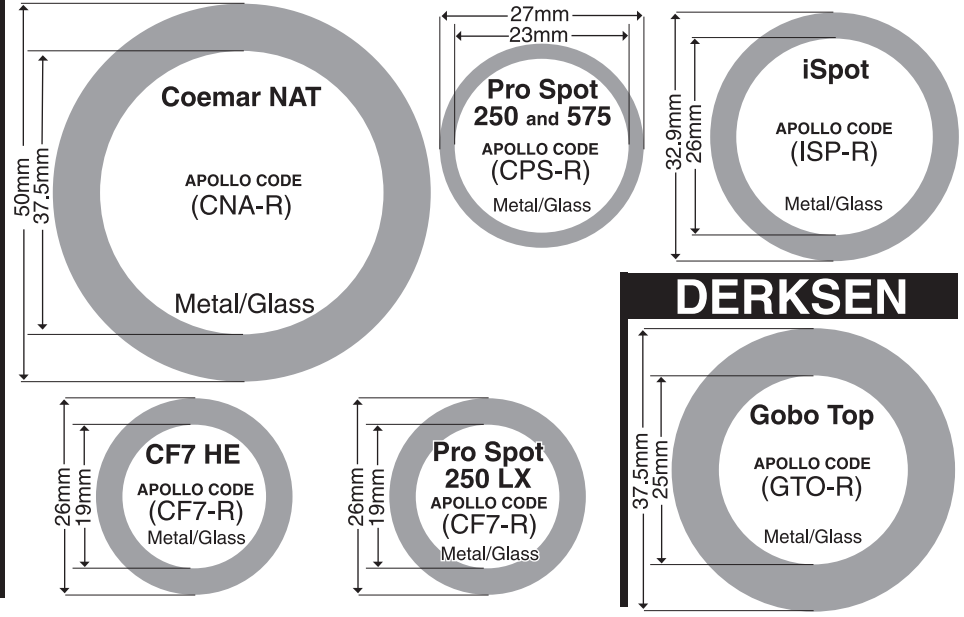 50mm
37.5mm
Coemar NAT
APOLLO CODE
(CNA-R)
Metal/Glass
27mm
23mm
Pro Spot
250 and 575
APOLLO CODE
(CPS-R)
Metal/Glass
32.9mm
26mm
iSpot
APOLLO CODE
(ISP-R)
Metal/Glass
26mm
19mm
CF7 HE
APOLLO CODE
(CF7-R)
Metal/Glass
26mm
19mm
Pro Spot
250 LX
APOLLO CODE
(CF7-R)
Metal/Glass
DERKSEN
37.5mm
25mm
Gobo Top
APOLLO CODE
(GTO-R)
Metal/Glass